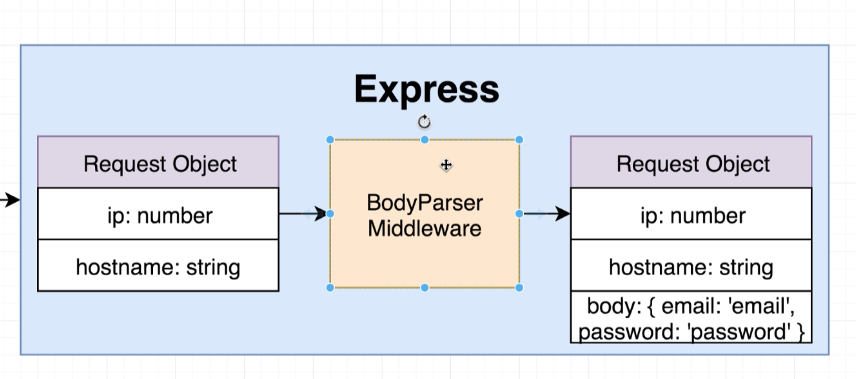 Express
Request Object
ip: number
hostname: string
BodyParser
Middleware
Request Object
ip: number
hostname: string
body: { email: 'email',
password: 'password' }